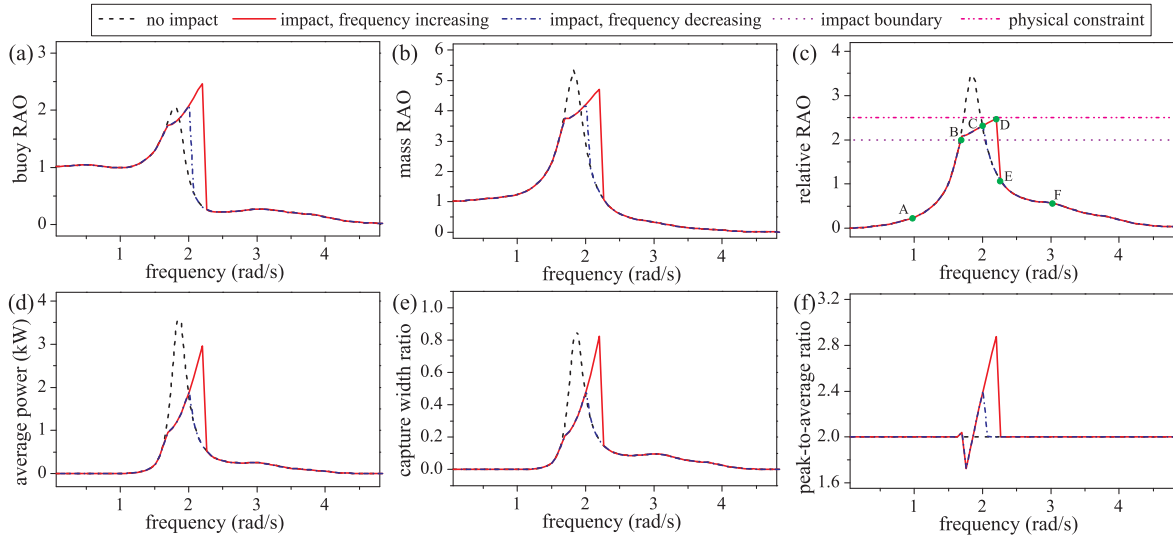 no impact impact, frequency increasing impact, frequency decreasing impact boundary physical constraint
(a)
buoy RAO
3
2
1
0
1 2 3 4
frequency (rad/s)
(b)
mass RAO
6
5
4
3
2
1
0
1 2 3 4
frequency (rad/s)
(c)
relative RAO
4
3
2
1
0
A
B
C
D
E
F
1 2 3 4
frequency (rad/s)
(d)
average power (kW)
4
3
2
1
0
1 2 3 4
frequency (rad/s)
(e)
capture width ratio
1.0
0.8
0.6
0.4
0.2
0.0
1 2 3 4
frequency (rad/s)
(f)
peak-to-average ratio
3.2
2.8
2.4
2.0
1.6
1 2 3 4
frequency (rad/s)